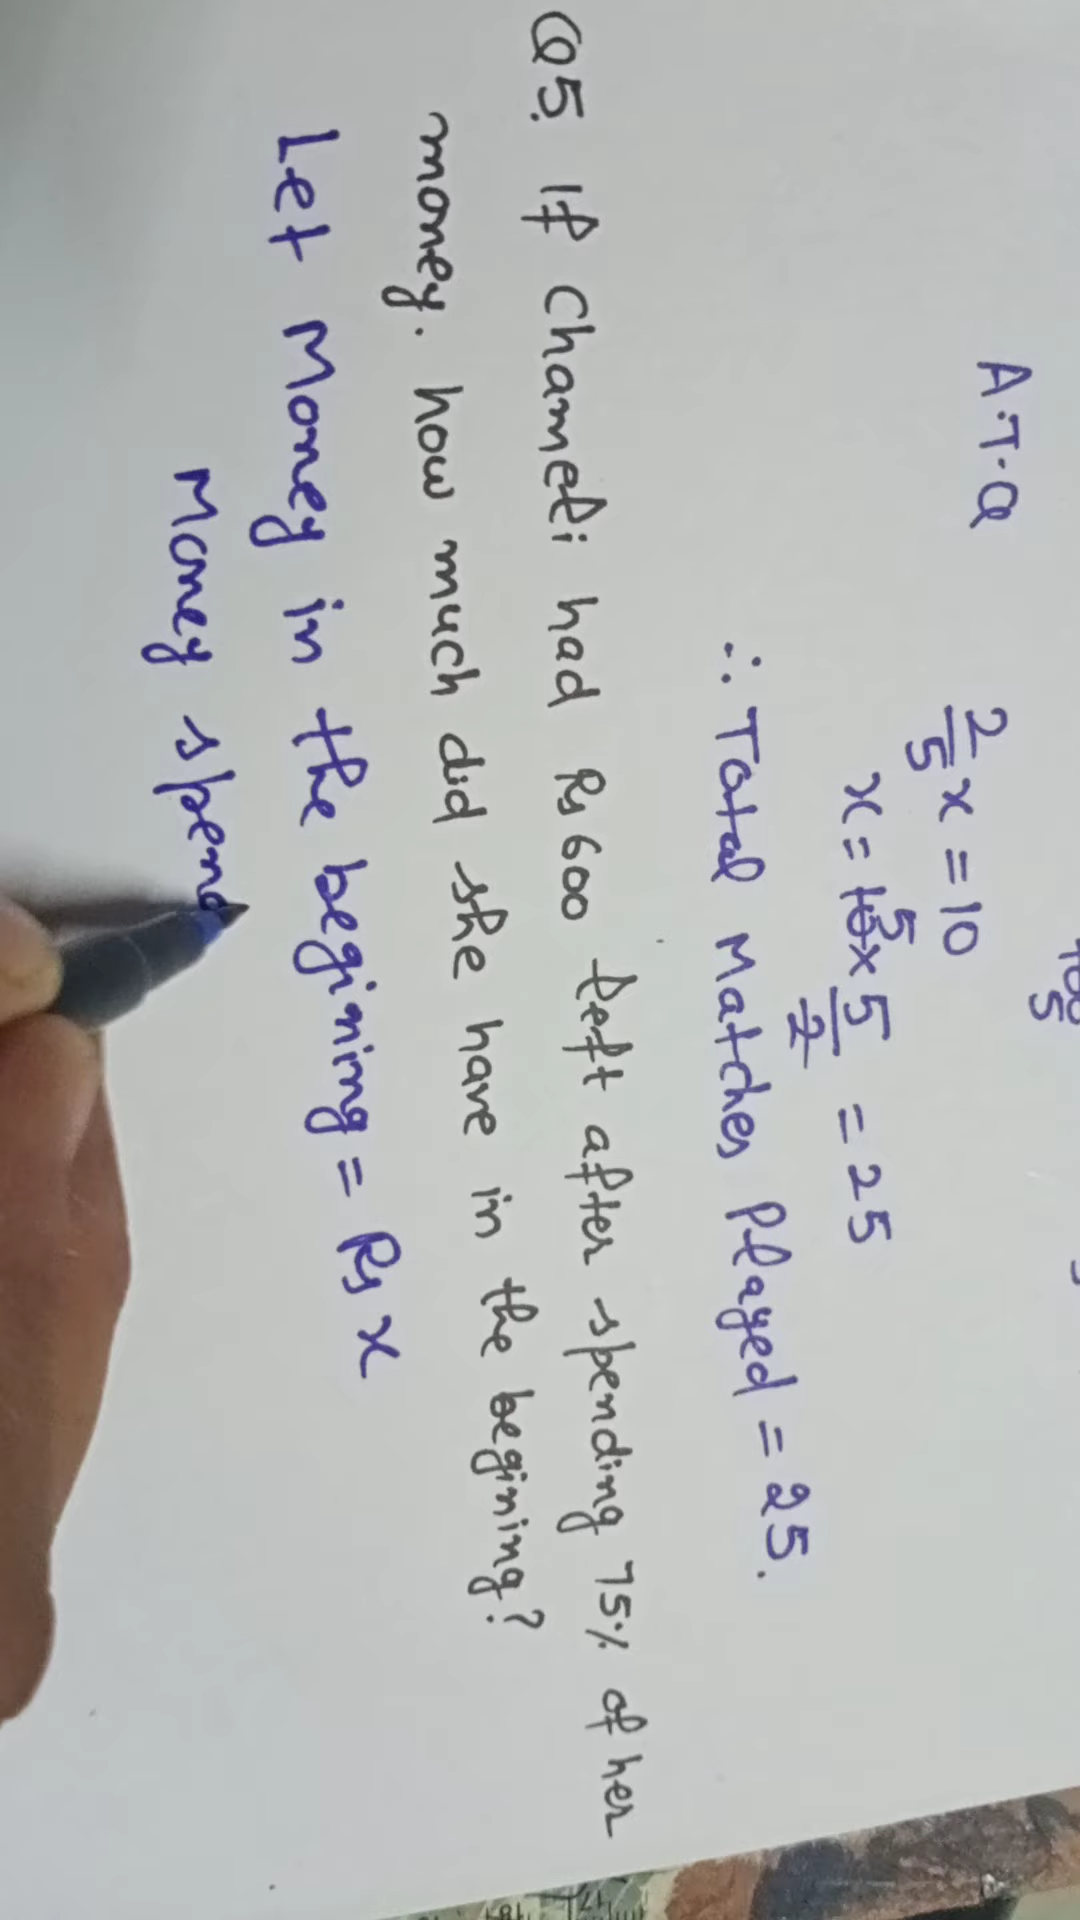 A.T.Q
2/5 x = 10
x = 10 5 × 5/2 = 25
∴ Total Matches Played = 25.
Q5. If Chameli had Rs 600 left after spending 75% of her
money. how much did she have in the begining?
Let Money in the begining = Rs x
Money spend